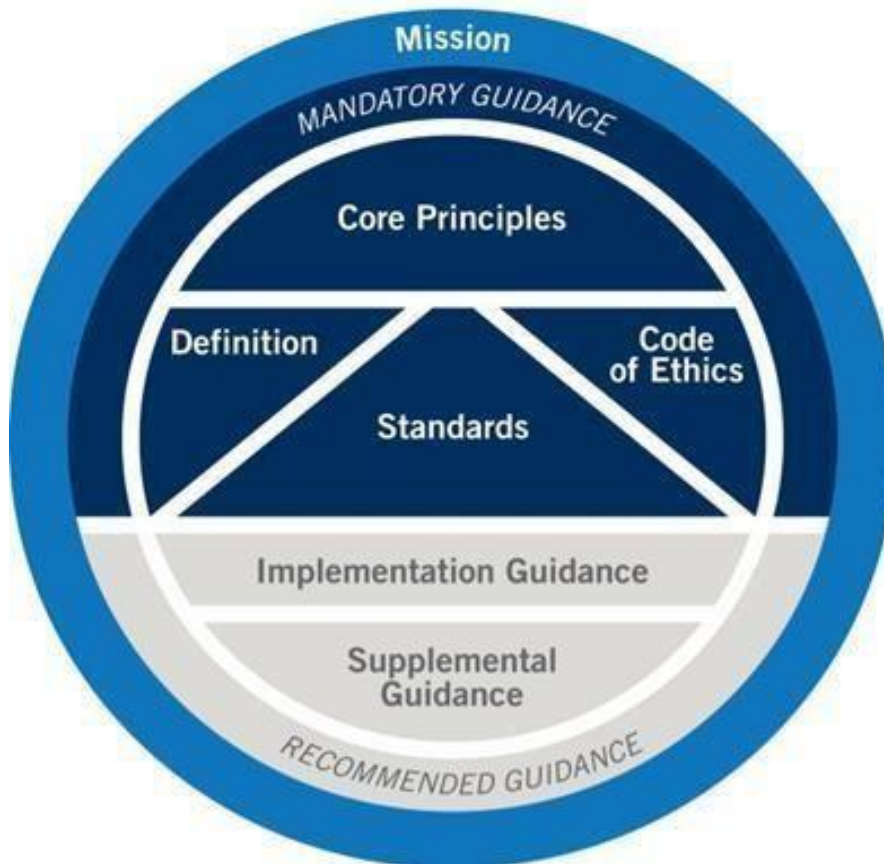 Mission
MANDATORY GUIDANCE
Core Principles
Definition
Code
of Ethics
Standards
Implementation Guidance
Supplemental
Guidance
RECOMMENDED GUIDANCE